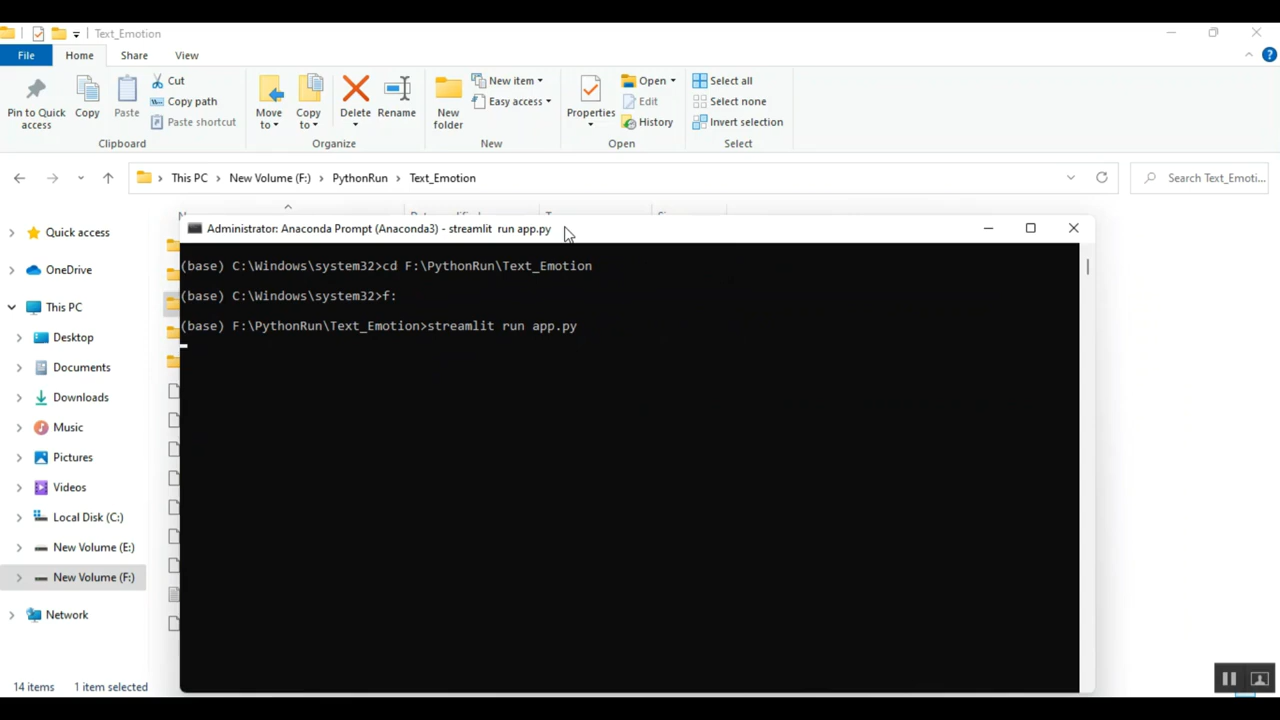 Text_Emotion
File Home Share View
Pin to Quick access
Copy
Paste
Cut
Copy path
Paste shortcut
Clipboard
Move to
Copy to
Delete
Rename
Organize
New folder
New item
Easy access
New
Properties
Open
Edit
History
Open
Select all
Select none
Invert selection
Select
This PC › New Volume (F:) › PythonRun › Text_Emotion
Search Text_Emoti...
Quick access
OneDrive
This PC
Desktop
Documents
Downloads
Music
Pictures
Videos
Local Disk (C:)
New Volume (E:)
New Volume (F:)
Network
Administrator: Anaconda Prompt (Anaconda3) - streamlit run app.py
(base) C:\Windows\system32>cd F:\PythonRun\Text_Emotion
(base) C:\Windows\system32>f:
(base) F:\PythonRun\Text_Emotion>streamlit run app.py
14 items 1 item selected